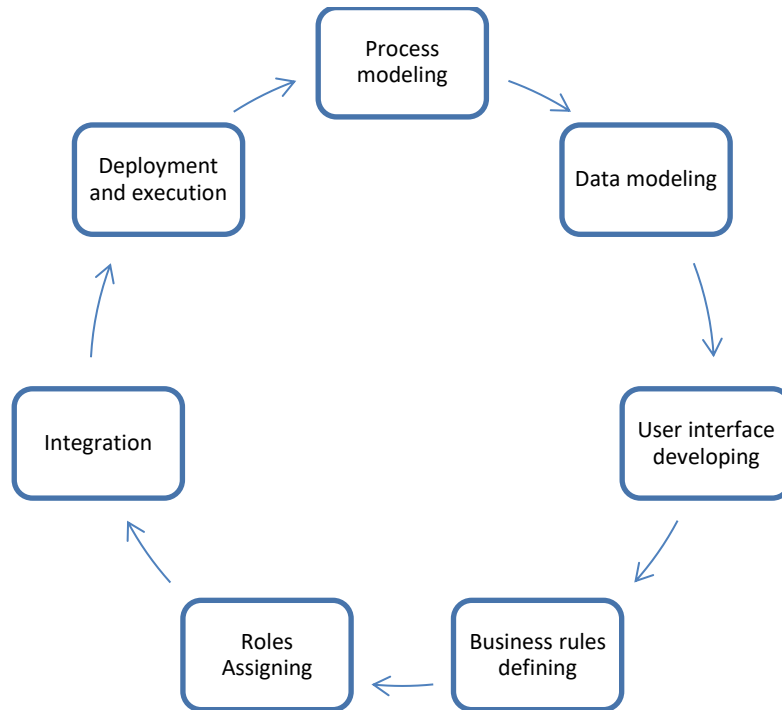 Process
modeling
Data modeling
User interface
developing
Business rules
defining
Roles
Assigning
Integration
Deployment
and execution